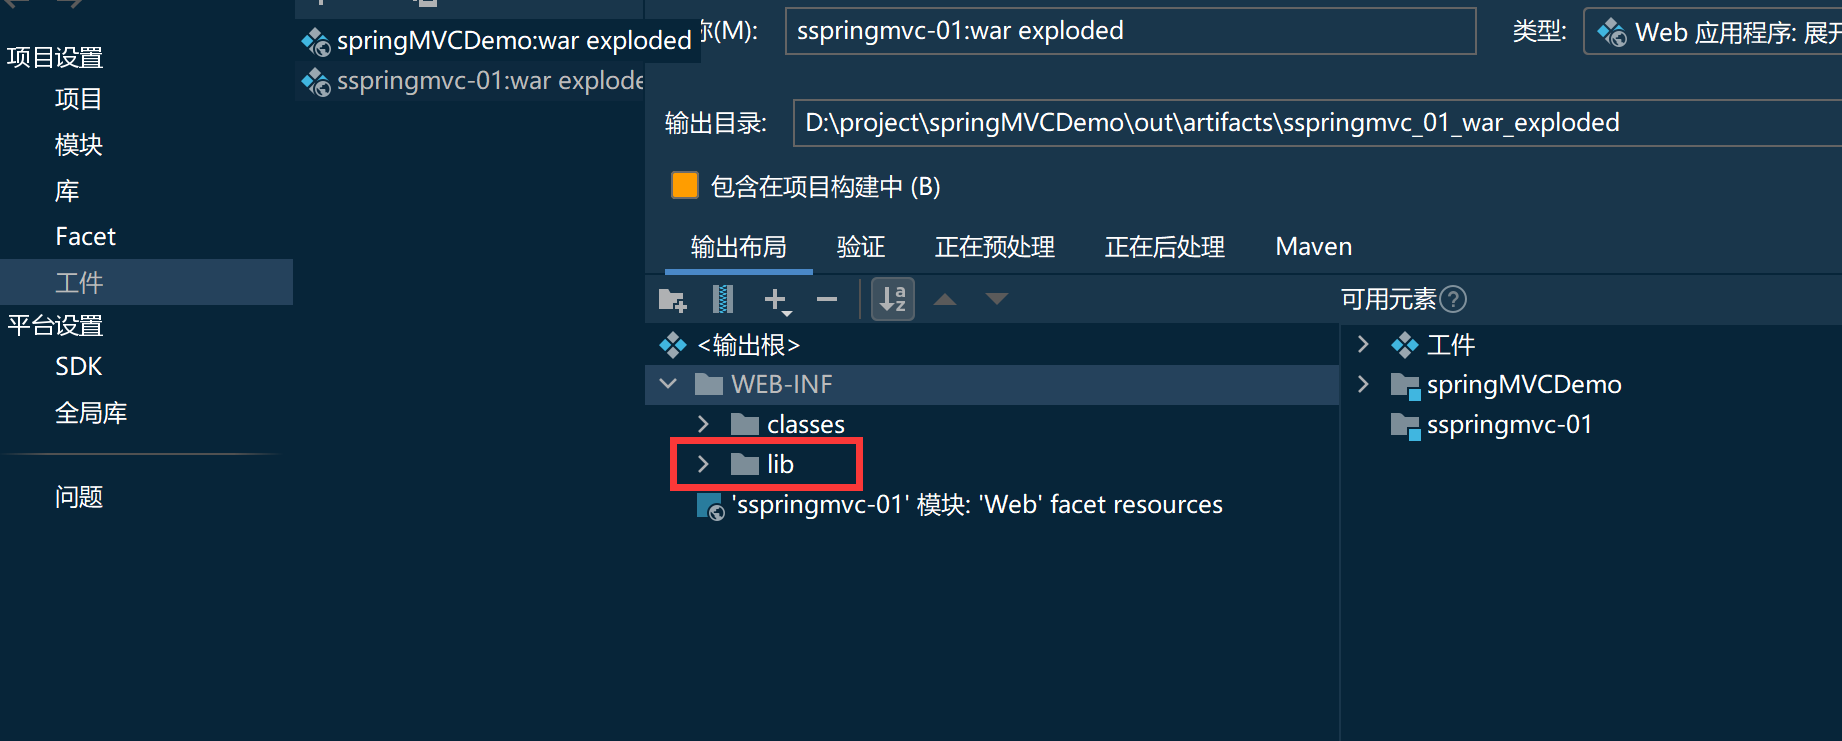 项目设置
项目
模块
库
Facet
工件
平台设置
SDK
全局库
问题
springMVCDemo:war exploded
sspringmvc-01:war explode
称(M): sspringmvc-01:war exploded 类型: Web 应用程序: 展开
输出目录: D:\project\springMVCDemo\out\artifacts\sspringmvc_01_war_exploded
包含在项目构建中 (B)
输出布局 验证 正在预处理 正在后处理 Maven
<输出根>
WEB-INF
classes
lib
'sspringmvc-01' 模块: 'Web' facet resources
可用元素
工件
springMVCDemo
sspringmvc-01